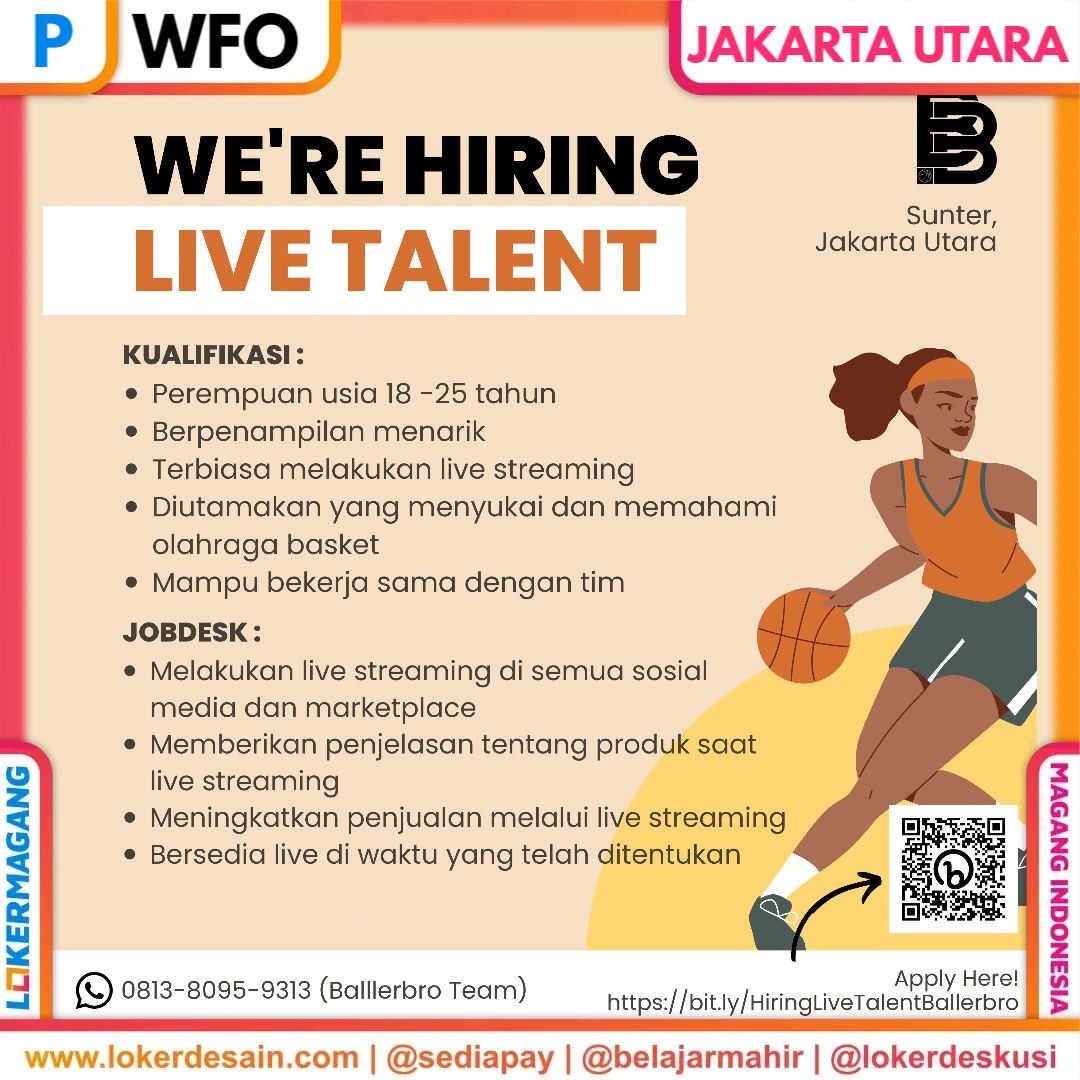 P WFO
JAKARTA UTARA
WE'RE HIRING
LIVE TALENT
Sunter,
Jakarta Utara
KUALIFIKASI :
• Perempuan usia 18 -25 tahun
• Berpenampilan menarik
• Terbiasa melakukan live streaming
• Diutamakan yang menyukai dan memahami
olahraga basket
• Mampu bekerja sama dengan tim
JOBDESK :
• Melakukan live streaming di semua sosial
media dan marketplace
• Memberikan penjelasan tentang produk saat
live streaming
• Meningkatkan penjualan melalui live streaming
• Bersedia live di waktu yang telah ditentukan
LOKERMAGANG
MAGANG INDONESIA
0813-8095-9313 (Balllerbro Team)
Apply Here!
https://bit.ly/HiringLiveTalentBallerbro
www.lokerdesain.com | @sediapay | @belajarmahir | @lokerdeskusi